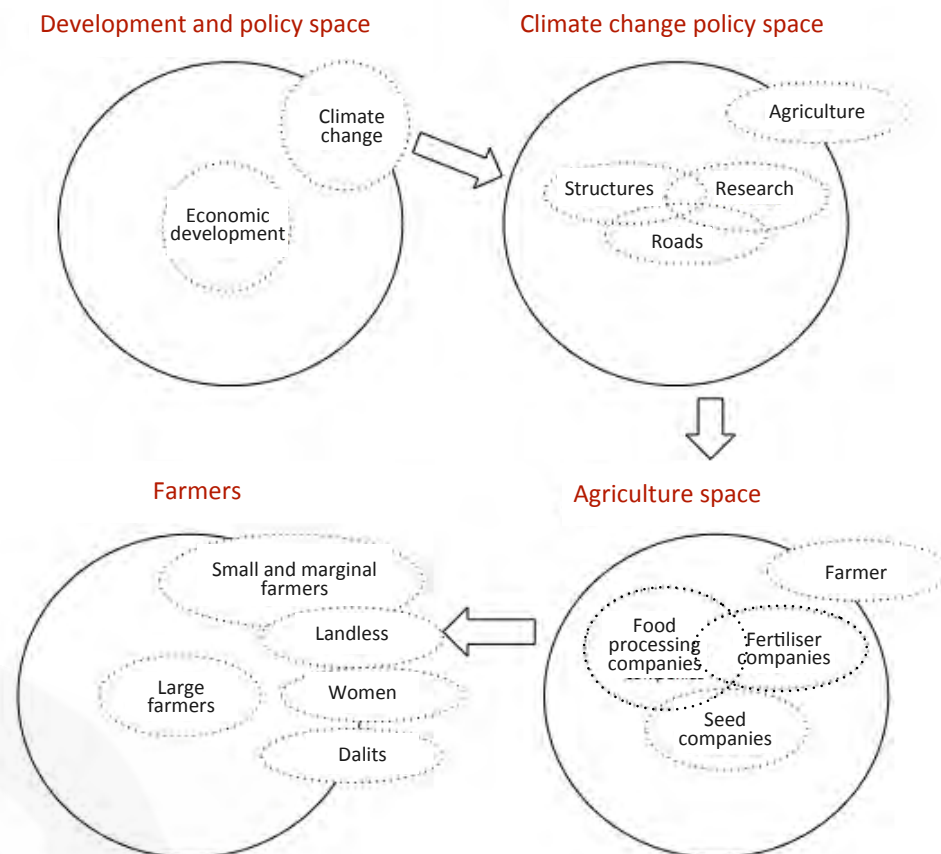 Development and policy space
Climate
change
Economic
development
Climate change policy space
Agriculture
Structures
Research
Roads
Farmers
Small and marginal
farmers
Landless
Large
farmers
Women
Dalits
Agriculture space
Farmer
Food
processing
companies
Fertiliser
companies
Seed
companies